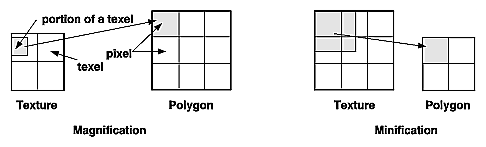 portion of a texel
pixel
texel
Texture
Polygon
Texture
Polygon
Magnification
Minification